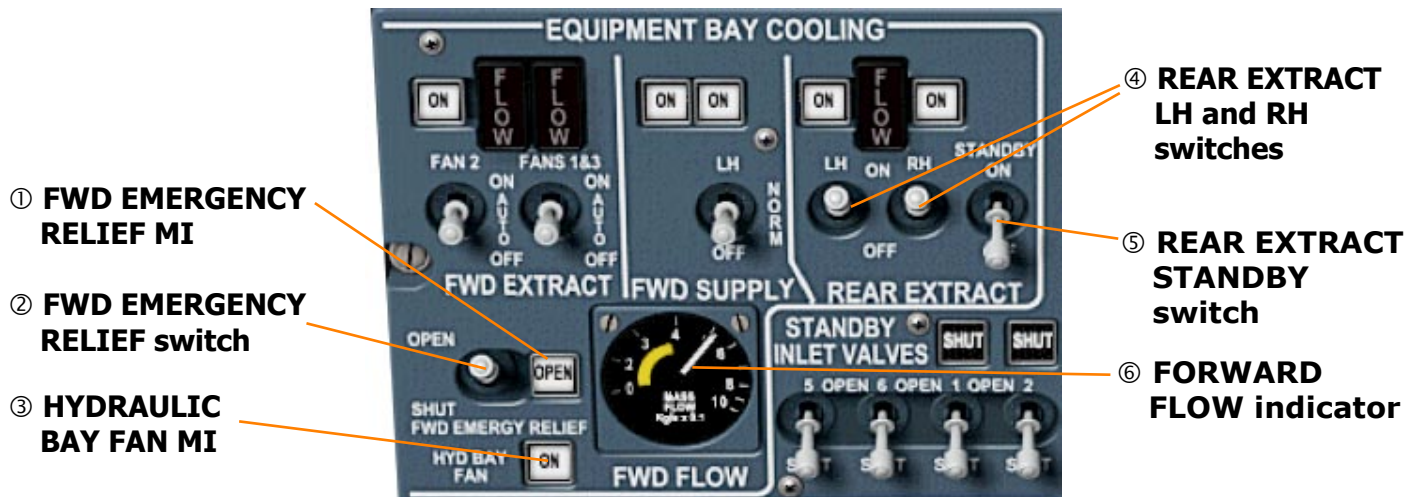 EQUIPMENT BAY COOLING
ON
FLOW
FLOW
ON
ON
ON
FLOW
ON
FAN 2
FANS 1&3
LH
LH
ON
RH
STANDBY
ON
ON
AUTO
OFF
ON
AUTO
OFF
NORM
OFF
OFF
FWD EXTRACT
FWD SUPPLY
REAR EXTRACT
① FWD EMERGENCY
RELIEF MI
② FWD EMERGENCY
RELIEF switch
③ HYDRAULIC
BAY FAN MI
④ REAR EXTRACT
LH and RH
switches
⑤ REAR EXTRACT
STANDBY
switch
⑥ FORWARD
FLOW indicator
OPEN
OPEN
SHUT
FWD EMERGY RELIEF
HYD BAY
FAN
ON
0
2
3
4
6
8
10
MASS
FLOW
FWD FLOW
STANDBY
INLET VALVES
SHUT
SHUT
5 OPEN 6 OPEN 1 OPEN 2